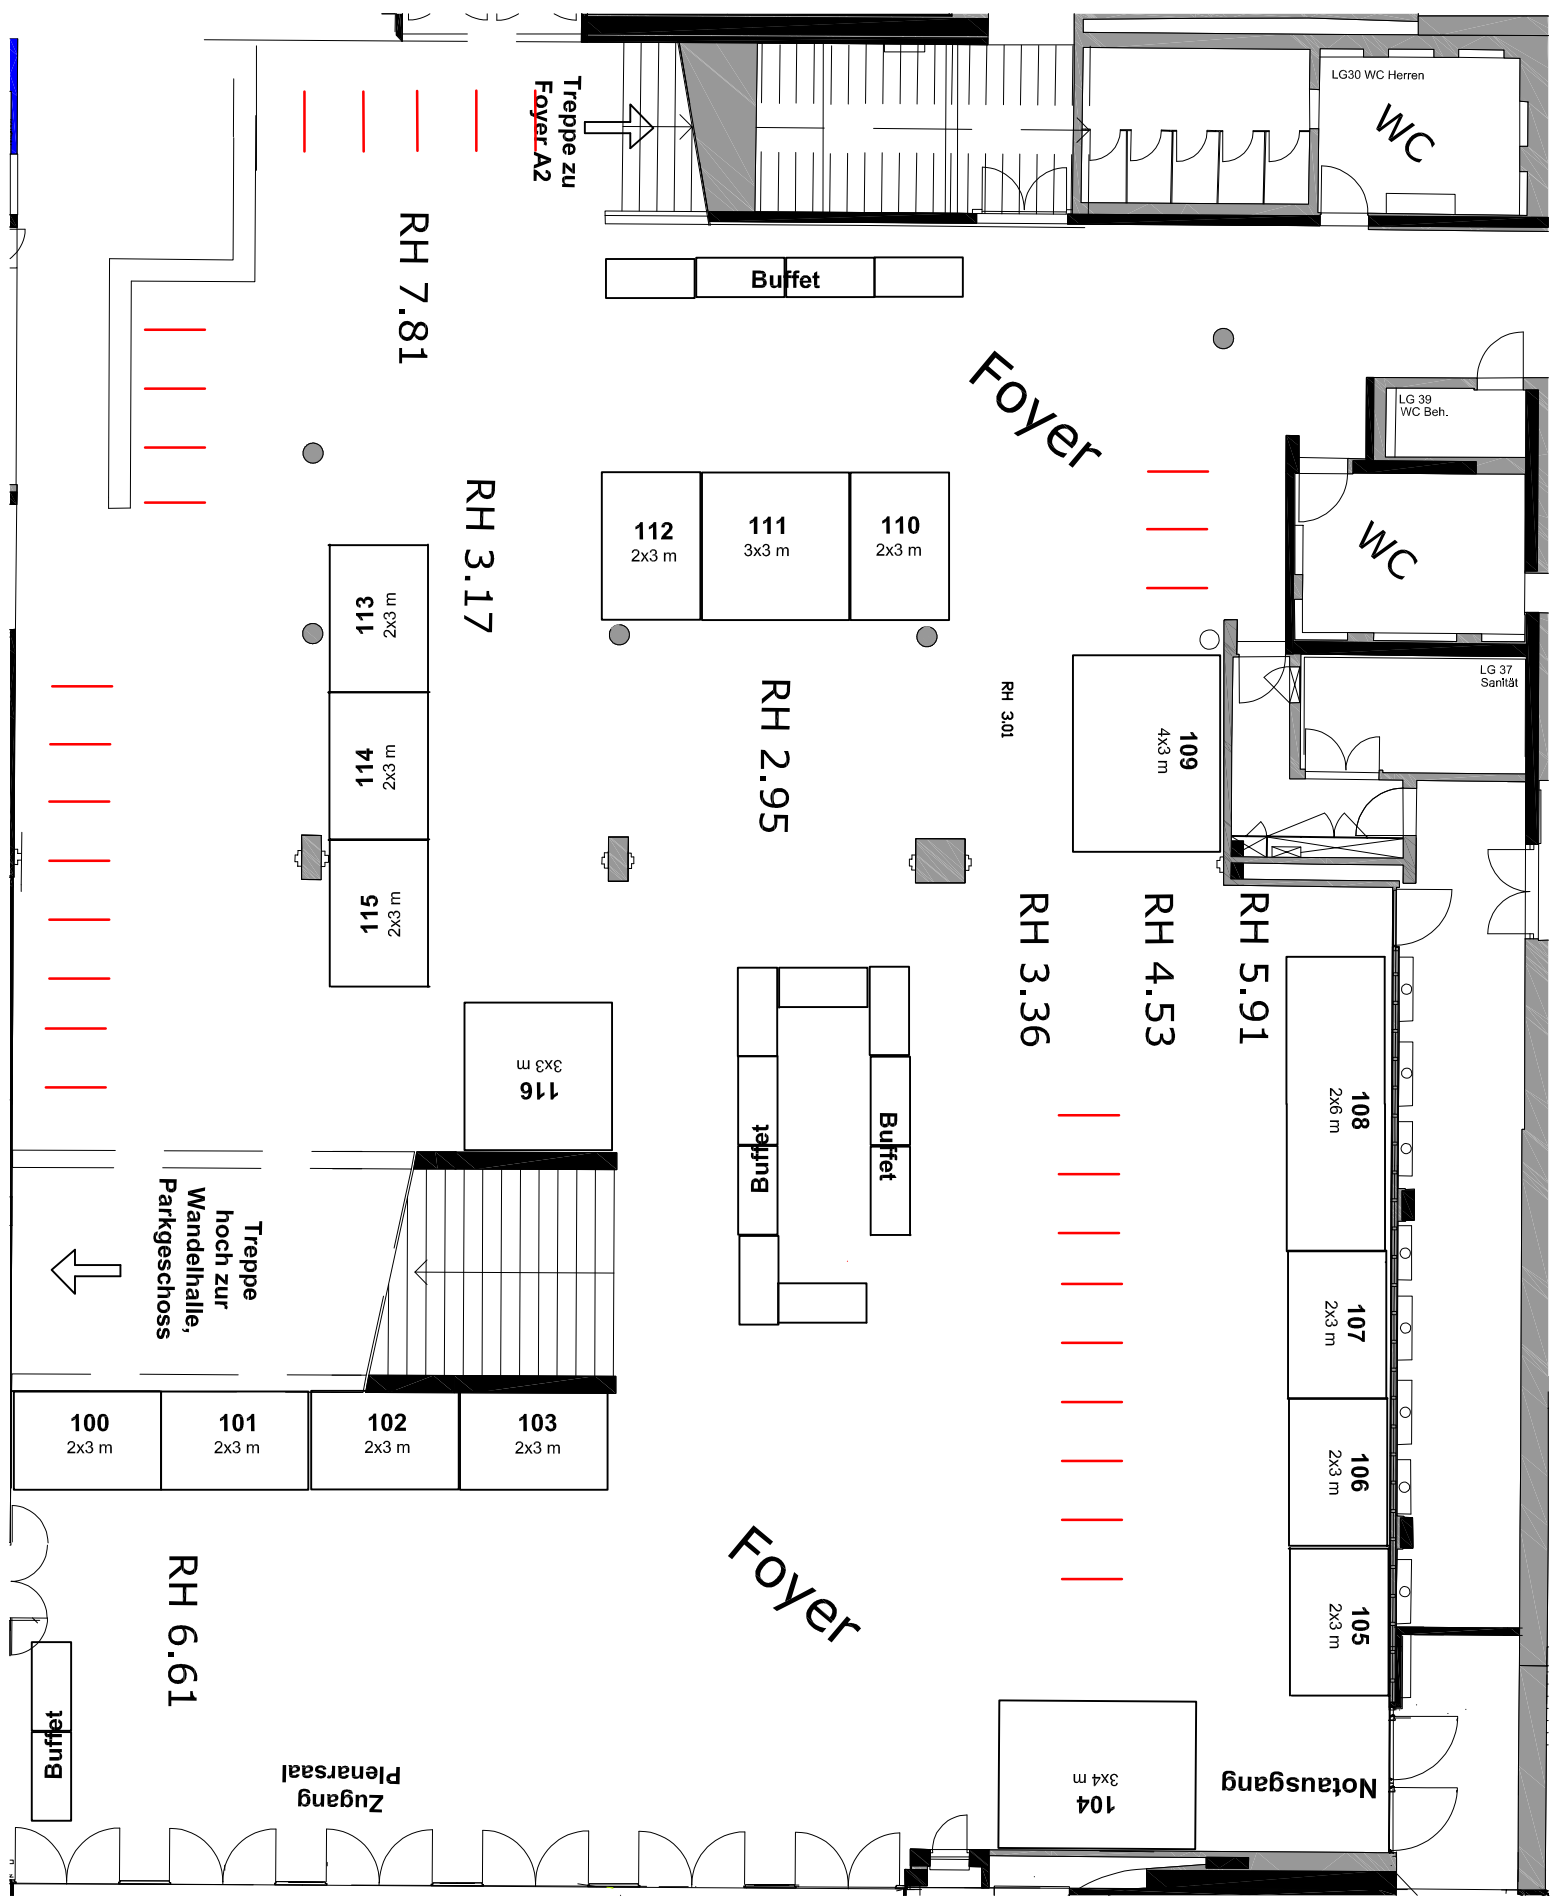 LG30 WC Herren
WC
Treppe zu
Foyer A2
RH 7.81
Buffet
Foyer
LG 39
WC Beh.
WC
RH 3.17
112
2x3 m
111
3x3 m
110
2x3 m
113
2x3 m
LG 37
Sanität
RH 2.95
RH 3.01
109
4x3 m
114
2x3 m
115
2x3 m
RH 3.36
RH 4.53
RH 5.91
116
3x3 m
108
2x6 m
Buffet
Buffet
Treppe
hoch zur
Wandelhalle,
Parkgeschoss
107
2x3 m
100
2x3 m
101
2x3 m
102
2x3 m
103
2x3 m
106
2x3 m
Foyer
RH 6.61
105
2x3 m
Buffet
Zugang
Plenarsaal
104
3x4 m
Notausgang